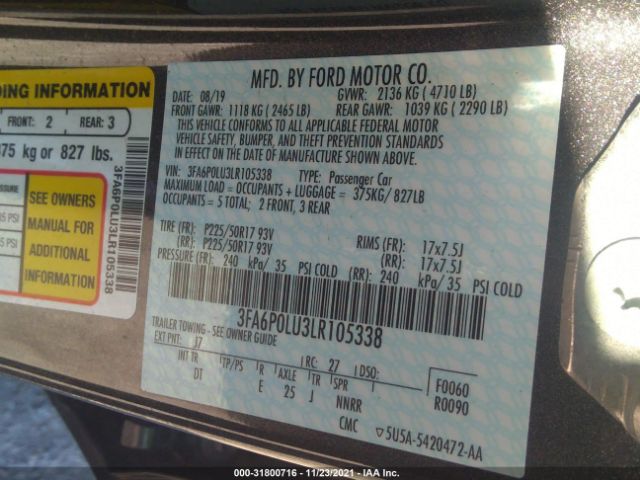 DING INFORMATION
FRONT: 2 REAR: 3
375 kg or 827 lbs.
SEE OWNERS
MANUAL FOR
ADDITIONAL
INFORMATION
3FA6P0LU3LR105338
MFD. BY FORD MOTOR CO.
DATE: 08/19 GVWR: 2136 KG ( 4710 LB)
FRONT GAWR: 1118 KG ( 2465 LB) REAR GAWR: 1039 KG ( 2290 LB)
THIS VEHICLE CONFORMS TO ALL APPLICABLE FEDERAL MOTOR
VEHICLE SAFETY, BUMPER, AND THEFT PREVENTION STANDARDS
IN EFFECT ON THE DATE OF MANUFACTURE SHOWN ABOVE.
VIN: 3FA6P0LU3LR105338 TYPE: Passenger Car
MAXIMUM LOAD = OCCUPANTS + LUGGAGE = 375KG/ 827LB
OCCUPANTS = 5 TOTAL; 2 FRONT, 3 REAR
TIRE (FR): P225/50R17 93V RIMS (FR): 17x7.5J
(RR): P225/50R17 93V (RR): 17x7.5J
PRESSURE (FR): 240 kPa/ 35 PSI COLD (RR): 240 kPa/ 35 PSI COLD
3FA6P0LU3LR105338
TRAILER TOWING - SEE OWNER GUIDE
EXT PNT: J7 RC: 27 DSO:
INT TR TP/PS R AXLE TR SPR F0060
DT E 25 J NNRR R0090
CMC 5U5A-5420472-AA
000-31800716 - 11/23/2021 - IAA Inc.